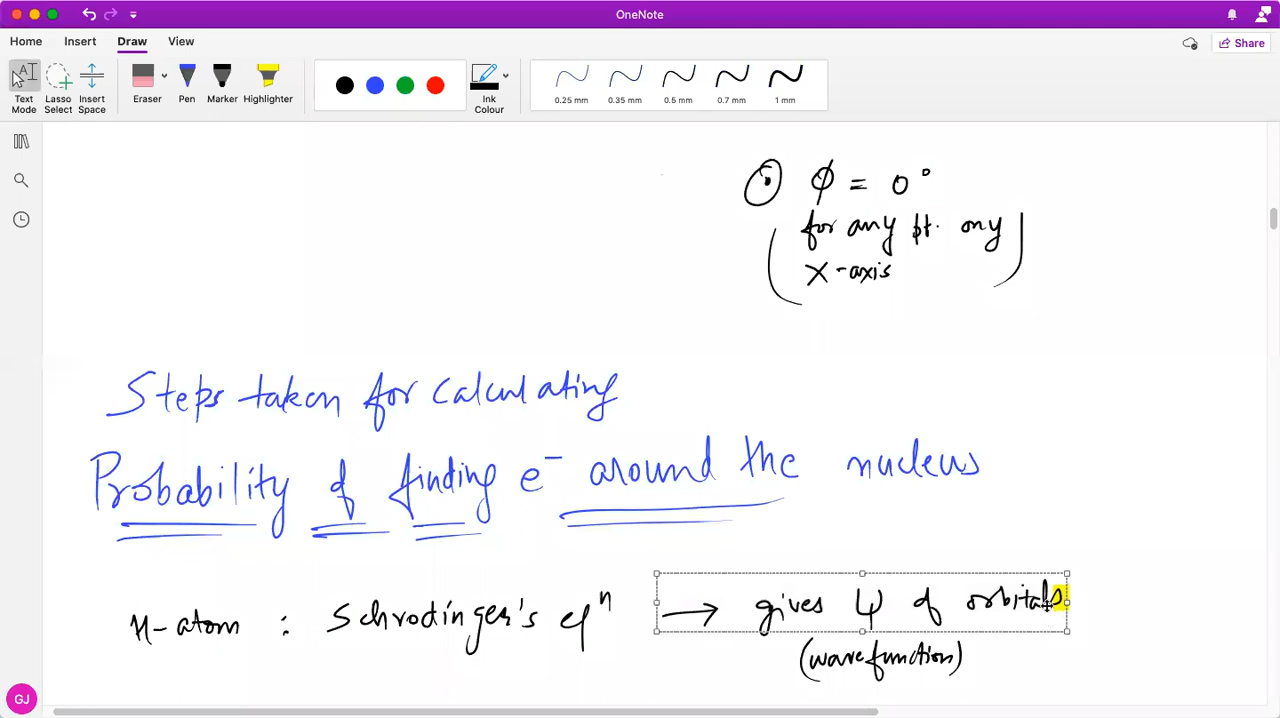 OneNote
Home Insert Draw View
Share
Text Mode
Lasso Select
Insert Space
Eraser
Pen
Marker
Highlighter
Ink Colour
0.25 mm 0.35 mm 0.5 mm 0.7 mm 1 mm
ϕ = 0°
(for any pt. ony
X-axis)
Steps taken for calculating
Probability of finding e⁻ around the nucleus
H-atom : Schrodinger's eqⁿ → gives ψ of orbitals
(wavefunction)
GJ